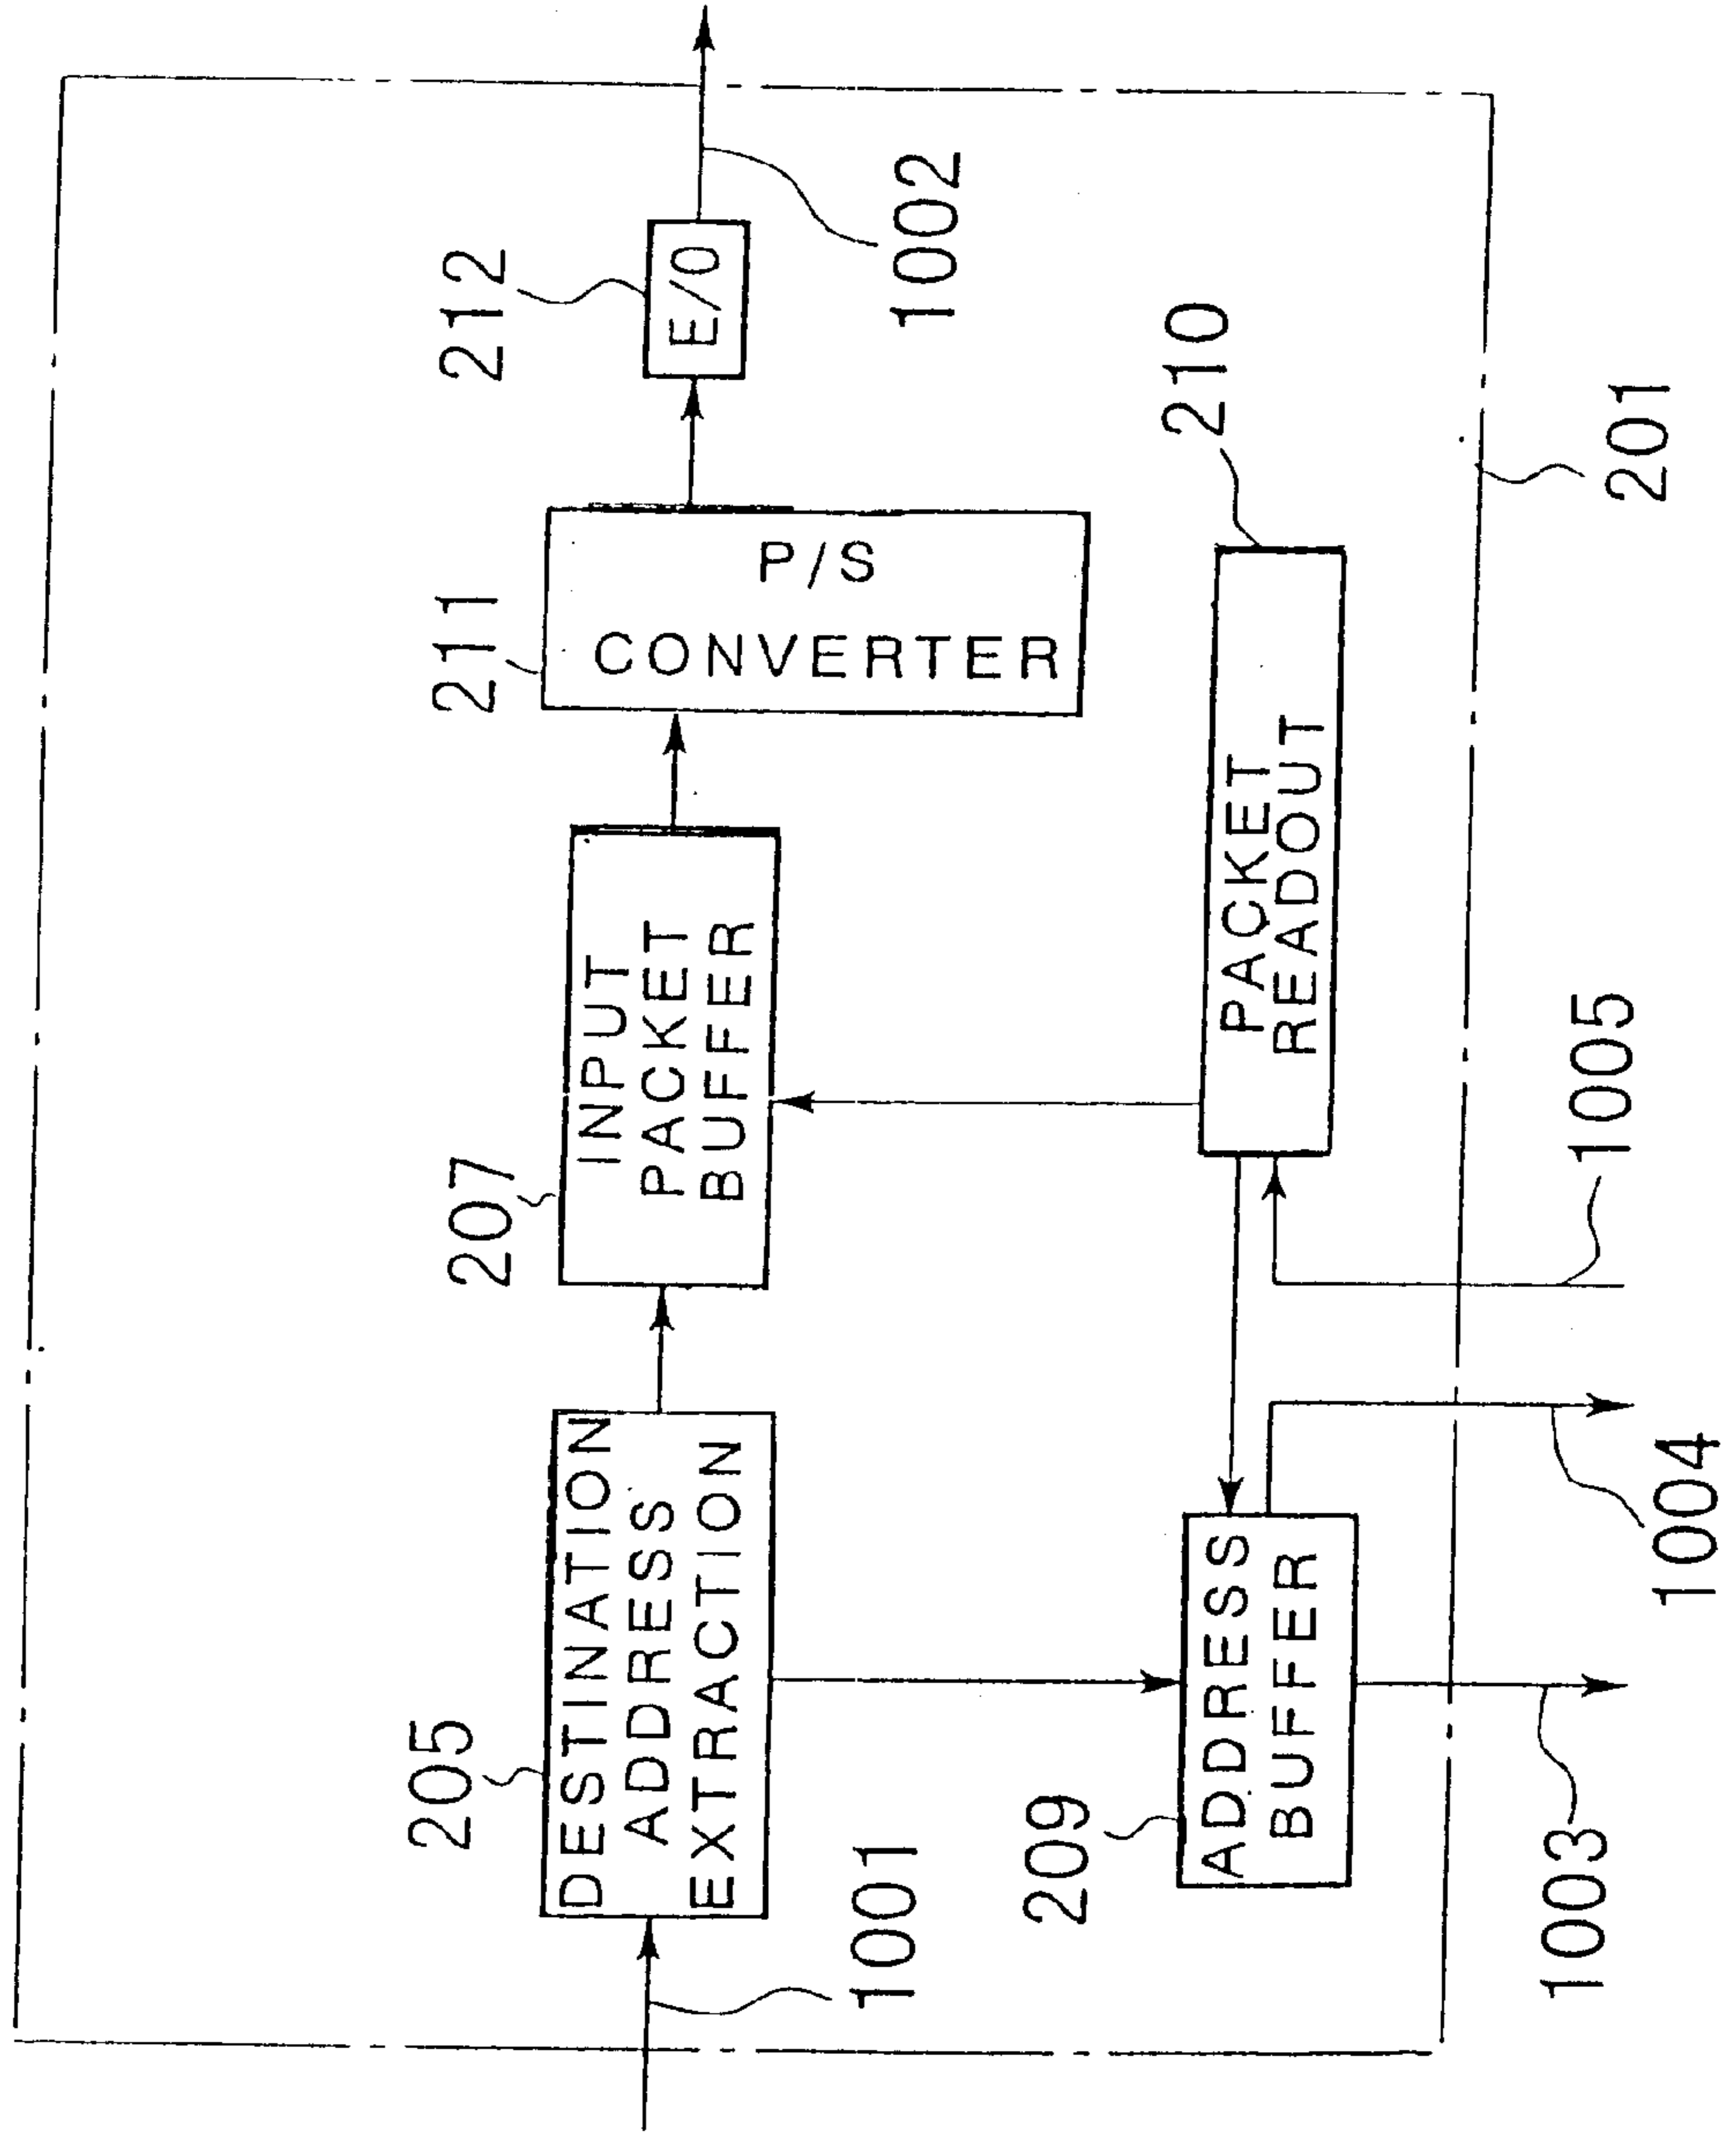 205
DESTINATION
ADDRESS
EXTRACTION
207
INPUT
PACKET
BUFFER
211
P/S
CONVERTER
212
E/O
1001
1002
209
ADDRESS
BUFFER
PACKET
READOUT
210
1003
1004
1005
201